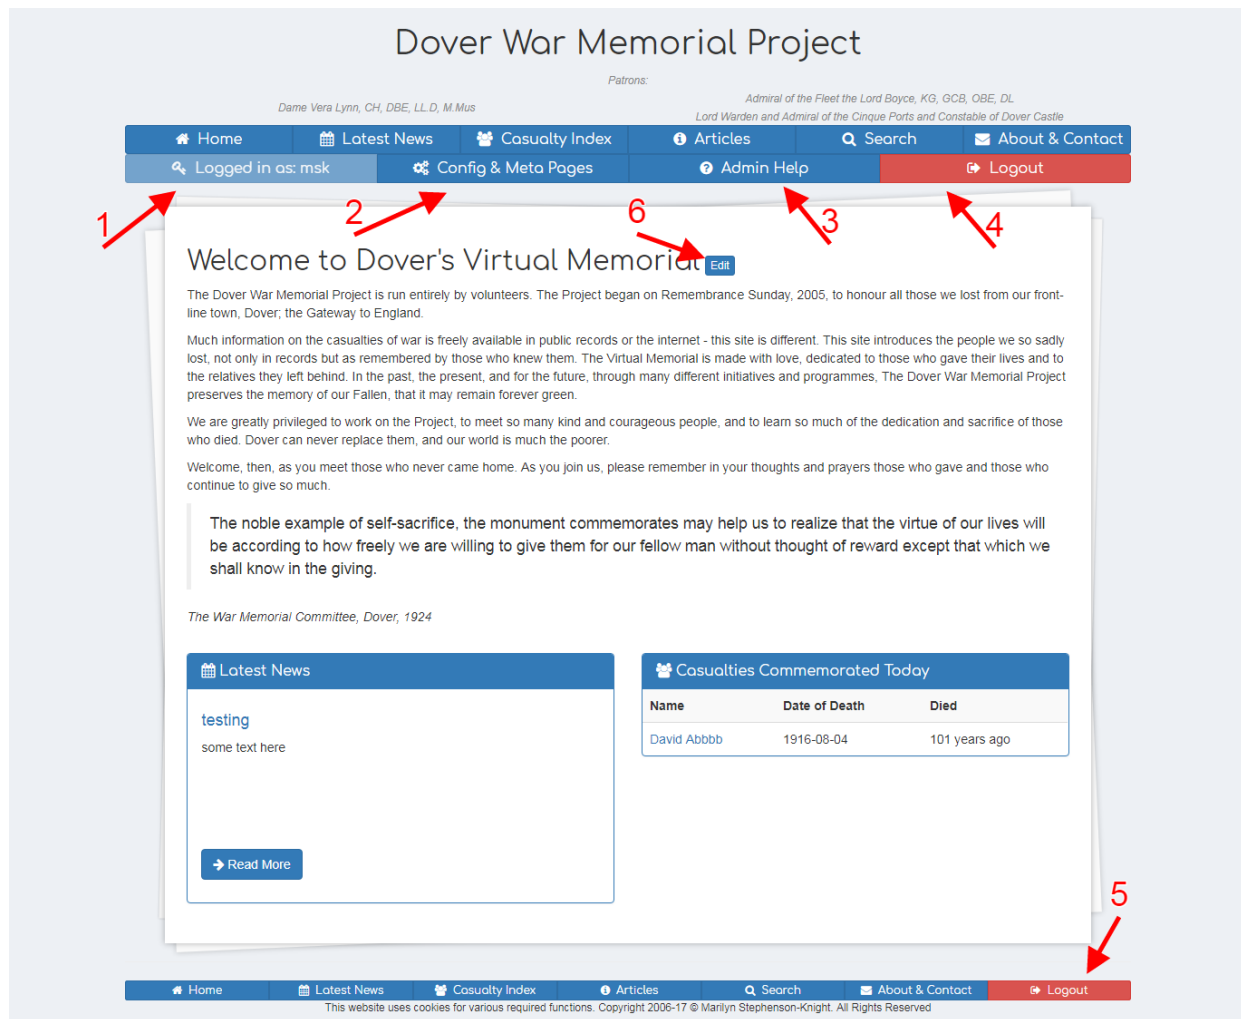 Dover War Memorial Project
Patrons:
Dame Vera Lynn, CH, DBE, LL.D, M.Mus
Admiral of the Fleet the Lord Boyce, KG, GCB, OBE, DL
Lord Warden and Admiral of the Cinque Ports and Constable of Dover Castle
Home Latest News Casualty Index Articles Search About & Contact
Logged in as: msk Config & Meta Pages Admin Help Logout
1 2 6 3 4
Welcome to Dover's Virtual Memorial Edit
The Dover War Memorial Project is run entirely by volunteers. The Project began on Remembrance Sunday, 2005, to honour all those we lost from our front-
line town, Dover; the Gateway to England.
Much information on the casualties of war is freely available in public records or the internet - this site is different. This site introduces the people we so sadly
lost, not only in records but as remembered by those who knew them. The Virtual Memorial is made with love, dedicated to those who gave their lives and to
the relatives they left behind. In the past, the present, and for the future, through many different initiatives and programmes, The Dover War Memorial Project
preserves the memory of our Fallen, that it may remain forever green.
We are greatly privileged to work on the Project, to meet so many kind and courageous people, and to learn so much of the dedication and sacrifice of those
who died. Dover can never replace them, and our world is much the poorer.
Welcome, then, as you meet those who never came home. As you join us, please remember in your thoughts and prayers those who gave and those who
continue to give so much.
The noble example of self-sacrifice, the monument commemorates may help us to realize that the virtue of our lives will
be according to how freely we are willing to give them for our fellow man without thought of reward except that which we
shall know in the giving.
The War Memorial Committee, Dover, 1924
Latest News
testing
some text here
Read More
Casualties Commemorated Today
Name Date of Death Died
David Abbbb 1916-08-04 101 years ago
5
Home Latest News Casualty Index Articles Search About & Contact Logout
This website uses cookies for various required functions. Copyright 2006-17 © Marilyn Stephenson-Knight. All Rights Reserved